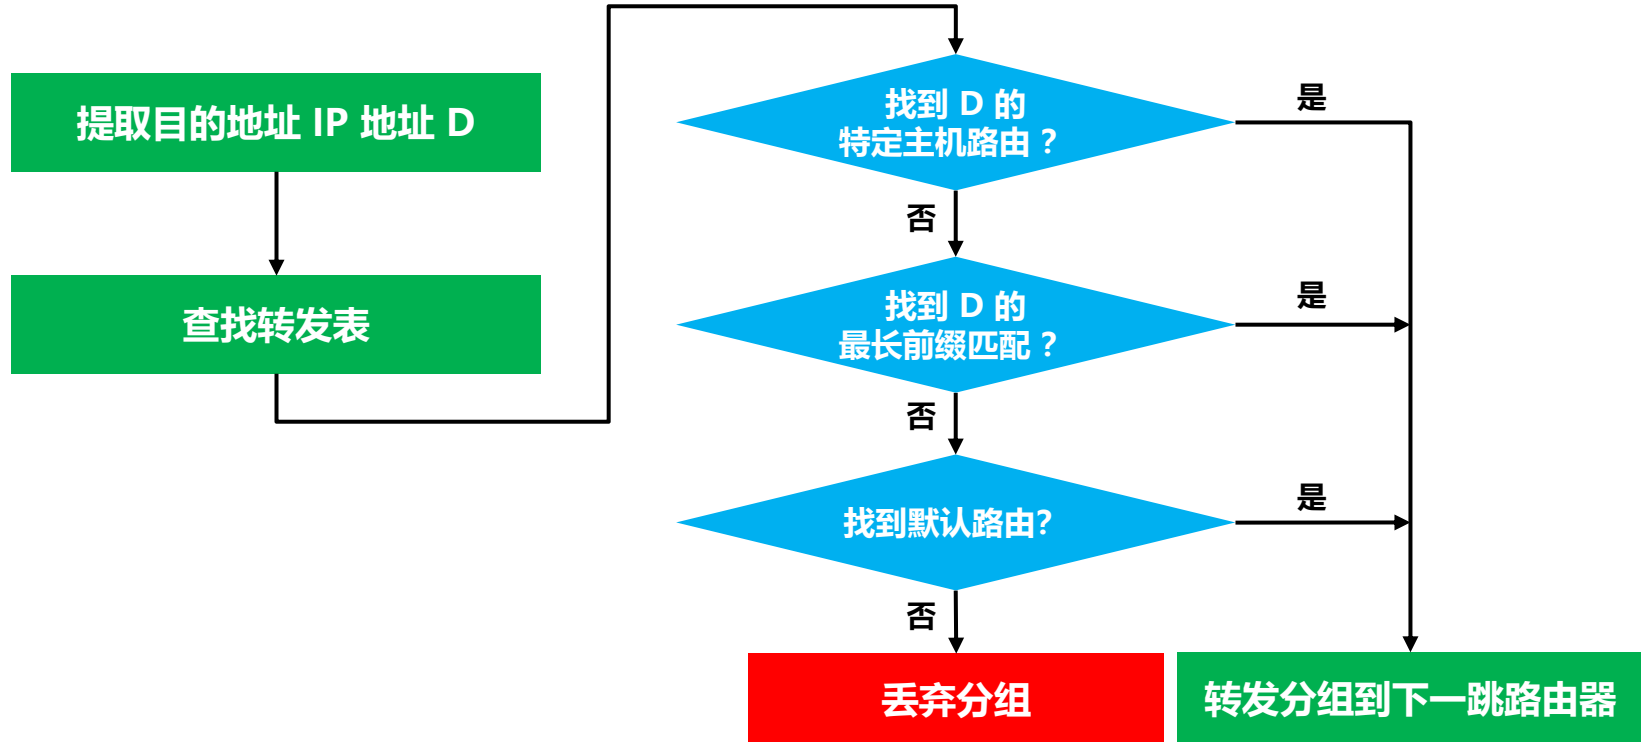 提取目的地址 IP 地址 D
查找转发表
找到 D 的
特定主机路由？
是
否
找到 D 的
最长前缀匹配？
是
否
找到默认路由?
是
否
丢弃分组
转发分组到下一跳路由器